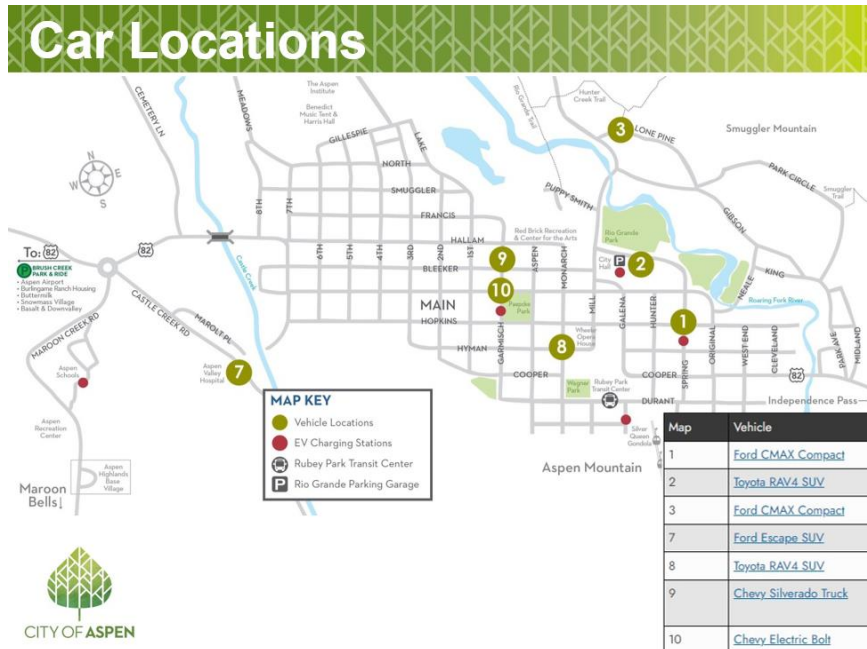 Car Locations
CEMETERY LN
MEADOWS
The Aspen
Institute
Benedict
Music Tent &
Harris Hall
GILLESPIE
LAKE
Rio Grande Trail
Hunter
Creek Trail
3
LONE PINE
Smuggler Mountain
N
W
E
S
NORTH
SMUGGLER
FRANCIS
8TH
7TH
6TH
5TH
4TH
3RD
2ND
1ST
HALLAM
BLEEKER
PUPPY SMITH
PARK CIRCLE
Smuggler
Trail
GIBSON
Red Brick Recreation
& Center for the Arts
Rio Grande
Park
To: 82
82
P BRUSH CREEK
PARK & RIDE
• Aspen Airport
• Burlingame Ranch Housing
• Buttermilk
• Snowmass Village
• Basalt & Downvalley
Castle Creek
9
ASPEN
MONARCH
City
Hall
P
2
KING
NEALE
Roaring Fork River
10
MAIN
Paepcke
Park
HOPKINS
MILL
GALENA
HUNTER
1
CASTLE CREEK RD
MAROLT PL
MAROON CREEK RD
HYMAN
GARMISCH
Wheeler
Opera
House
8
SPRING
ORIGINAL
WEST END
CLEVELAND
PARK AVE
MIDLAND
Aspen
Valley
Hospital
7
Aspen
Schools
COOPER
COOPER
82
Wagner
Park
Rubey Park
Transit Center
DURANT
Independence Pass
MAP KEY
Vehicle Locations
EV Charging Stations
Rubey Park Transit Center
P Rio Grande Parking Garage
Aspen
Recreation
Center
Silver
Queen
Gondola
Aspen Mountain
Aspen
Highlands
Base
Village
Maroon
Bells
Map Vehicle
1 Ford CMAX Compact
2 Toyota RAV4 SUV
3 Ford CMAX Compact
7 Ford Escape SUV
8 Toyota RAV4 SUV
9 Chevy Silverado Truck
10 Chevy Electric Bolt
CITY OF ASPEN